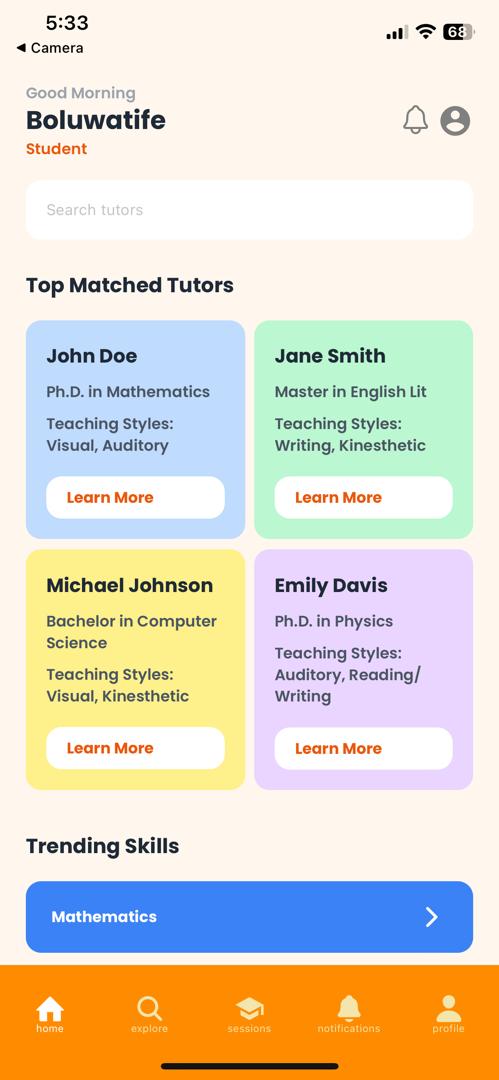 5:33
68
◀ Camera
Good Morning
Boluwatife
Student
Search tutors
Top Matched Tutors
John Doe
Ph.D. in Mathematics
Teaching Styles:
Visual, Auditory
Learn More
Jane Smith
Master in English Lit
Teaching Styles:
Writing, Kinesthetic
Learn More
Michael Johnson
Bachelor in Computer
Science
Teaching Styles:
Visual, Kinesthetic
Learn More
Emily Davis
Ph.D. in Physics
Teaching Styles:
Auditory, Reading/
Writing
Learn More
Trending Skills
Mathematics
home
explore
sessions
notifications
profile